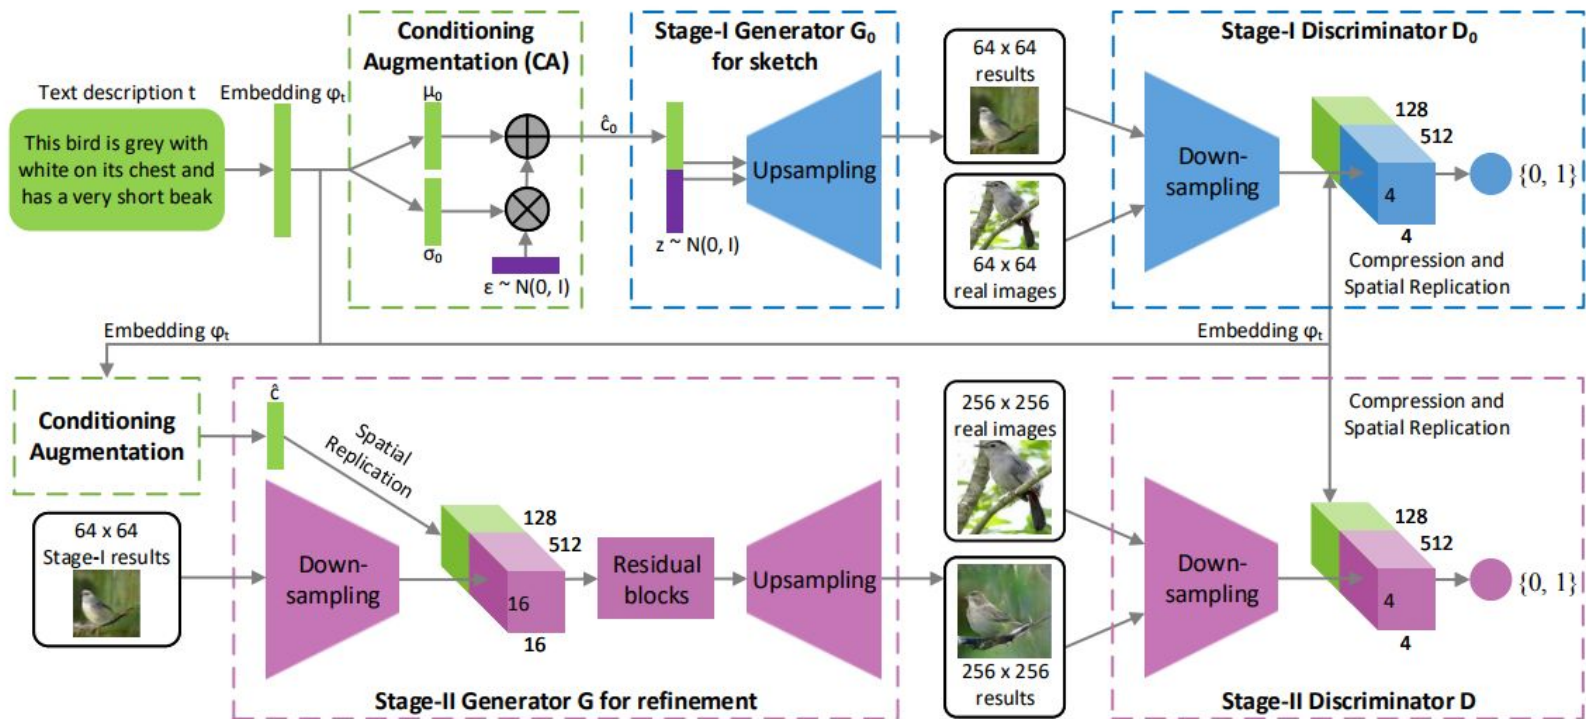 Text description t
This bird is grey with
white on its chest and
has a very short beak
Embedding φₜ
Conditioning
Augmentation (CA)
μ₀
σ₀
ε ~ N(0, I)
ĉ₀
Stage-I Generator G₀
for sketch
z ~ N(0, I)
Upsampling
64 x 64
results
64 x 64
real images
Stage-I Discriminator D₀
Down-
sampling
128
512
4
4
{0, 1}
Compression and
Spatial Replication
Embedding φₜ
Embedding φₜ
Conditioning
Augmentation
64 x 64
Stage-I results
ĉ
Spatial
Replication
Down-
sampling
128
512
16
16
Residual
blocks
Upsampling
Stage-II Generator G for refinement
256 x 256
real images
256 x 256
results
Compression and
Spatial Replication
Down-
sampling
128
512
4
4
{0, 1}
Stage-II Discriminator D